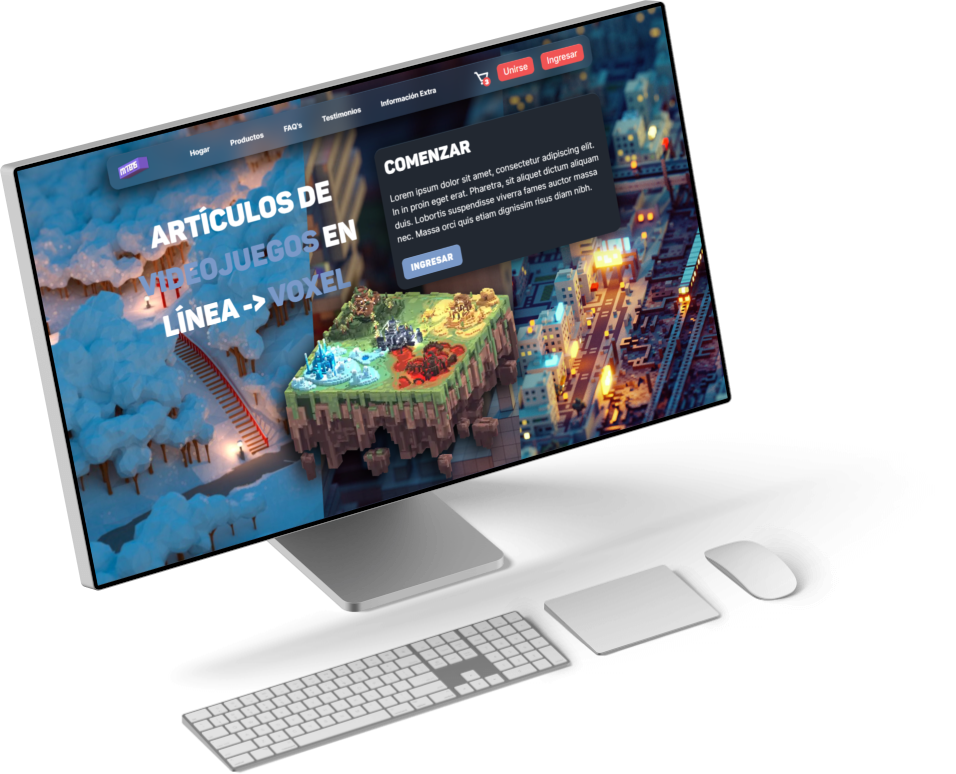 Hogar
Productos
FAQ's
Testimonios
Información Extra
3
Unirse
Ingresar
ARTÍCULOS DE
VIDEOJUEGOS EN
LÍNEA -> VOXEL
COMENZAR
Lorem ipsum dolor sit amet, consectetur adipiscing elit.
In in proin eget erat. Pharetra, sit aliquet dictum aliquam
duis. Lobortis suspendisse viverra fames auctor massa
nec. Massa orci quis etiam dignissim risus diam nibh.
INGRESAR